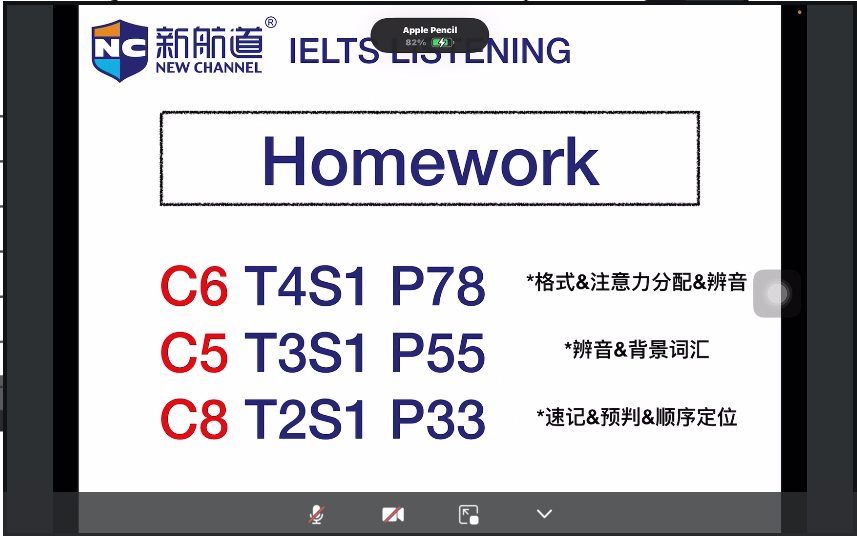 Apple Pencil
82%
NC 新航道®
NEW CHANNEL
IELTS LISTENING
Homework
C6 T4S1 P78 *格式&注意力分配&辨音
C5 T3S1 P55 *辨音&背景词汇
C8 T2S1 P33 *速记&预判&顺序定位